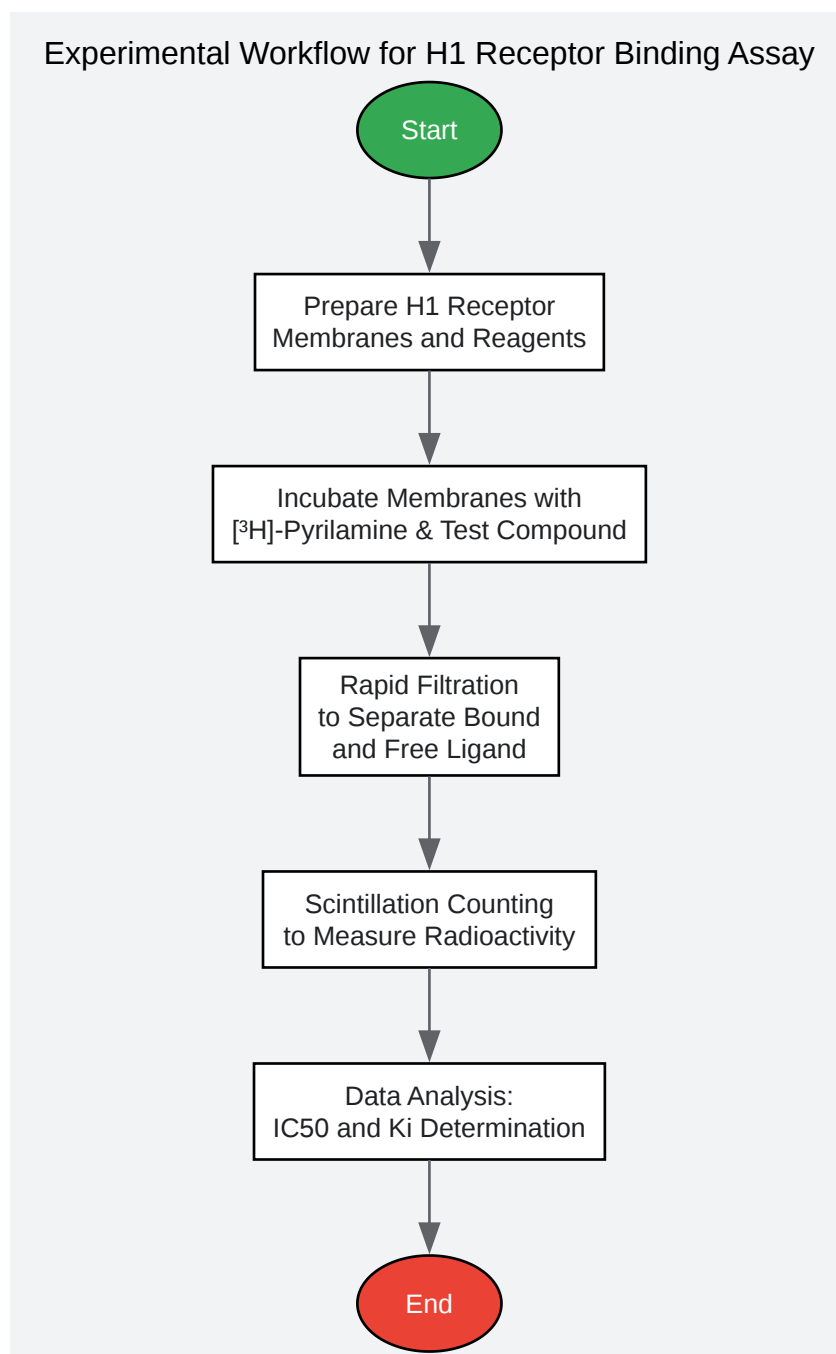 Experimental Workflow for H1 Receptor Binding Assay
Start
Prepare H1 Receptor
Membranes and Reagents
Incubate Membranes with
[³H]-Pyrilamine & Test Compound
Rapid Filtration
to Separate Bound
and Free Ligand
Scintillation Counting
to Measure Radioactivity
Data Analysis:
IC50 and Ki Determination
End